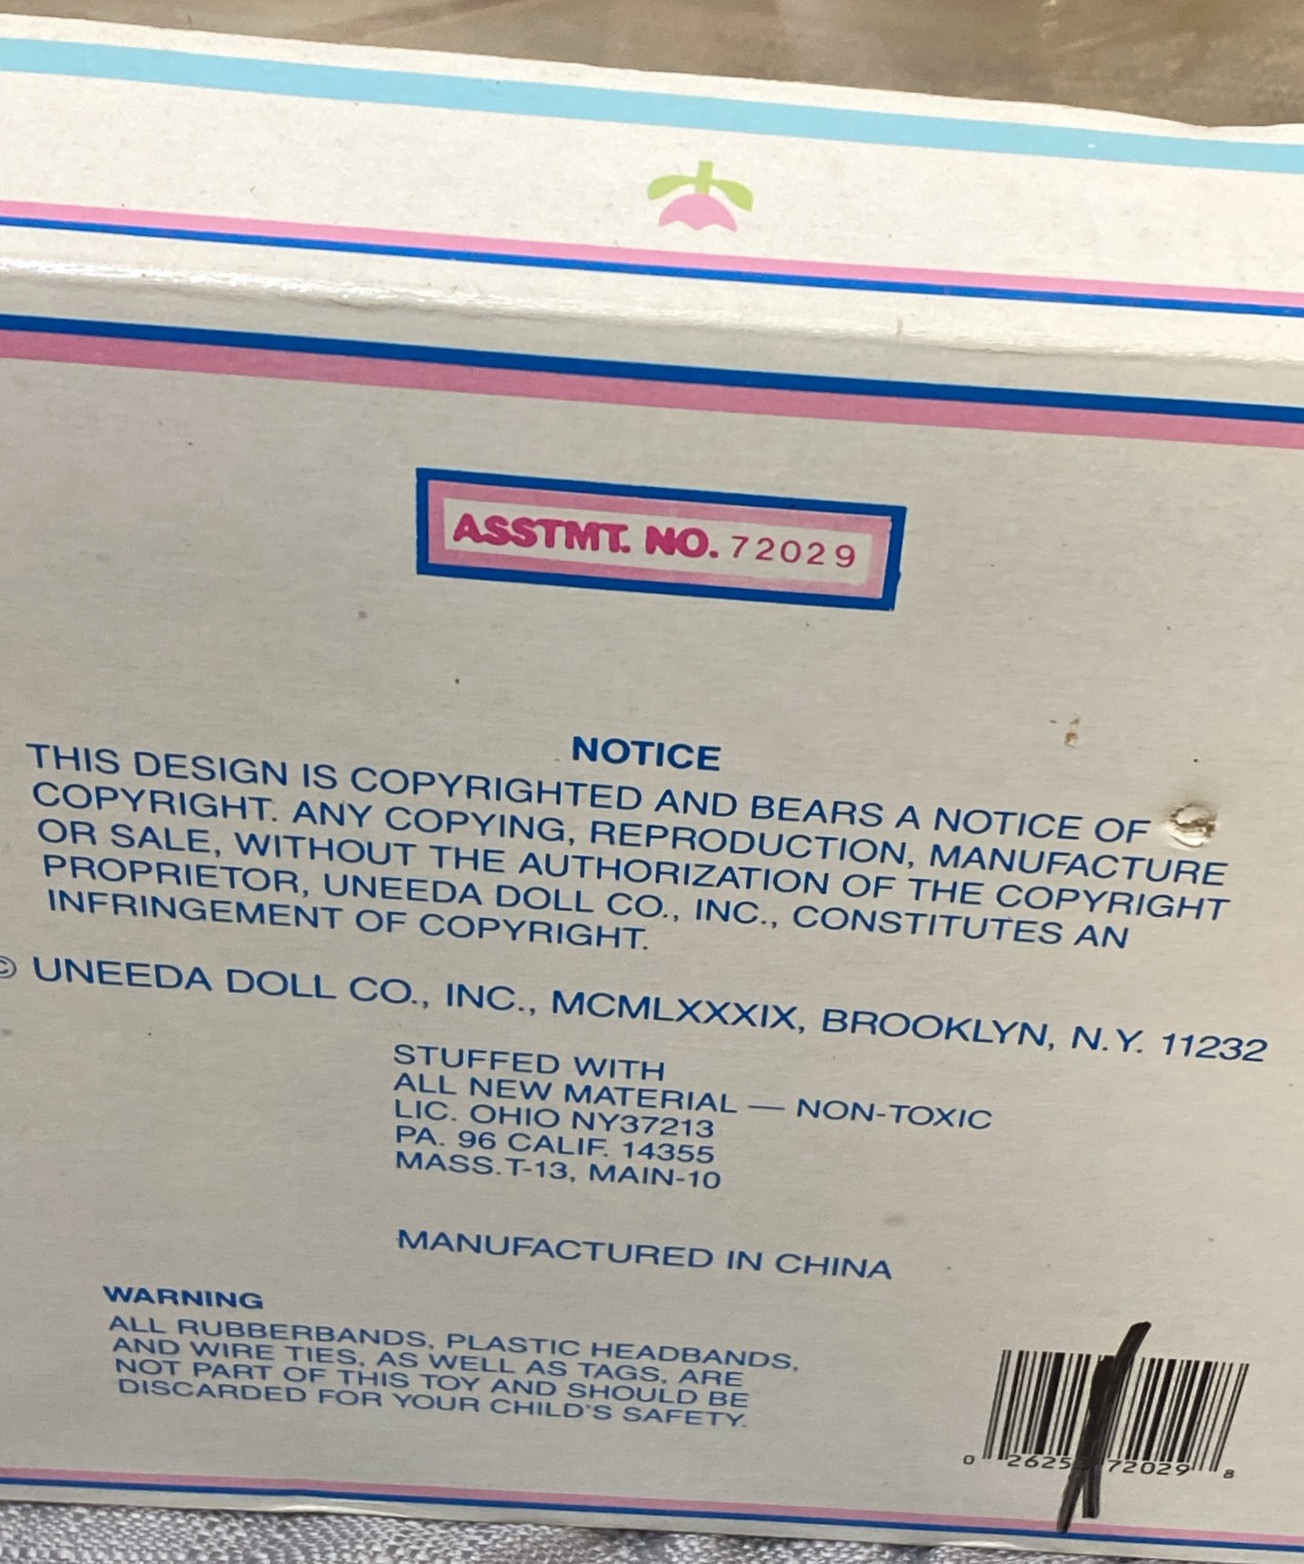 ASSTMT. NO. 72029
NOTICE
THIS DESIGN IS COPYRIGHTED AND BEARS A NOTICE OF
COPYRIGHT. ANY COPYING, REPRODUCTION, MANUFACTURE
OR SALE, WITHOUT THE AUTHORIZATION OF THE COPYRIGHT
PROPRIETOR, UNEEDA DOLL CO., INC., CONSTITUTES AN
INFRINGEMENT OF COPYRIGHT.
© UNEEDA DOLL CO., INC., MCMLXXXIX, BROOKLYN, N.Y. 11232
STUFFED WITH
ALL NEW MATERIAL — NON-TOXIC
LIC. OHIO NY37213
PA. 96 CALIF. 14355
MASS.T-13, MAIN-10
MANUFACTURED IN CHINA
WARNING
ALL RUBBERBANDS, PLASTIC HEADBANDS,
AND WIRE TIES, AS WELL AS TAGS, ARE
NOT PART OF THIS TOY AND SHOULD BE
DISCARDED FOR YOUR CHILD'S SAFETY.
0 72029 8